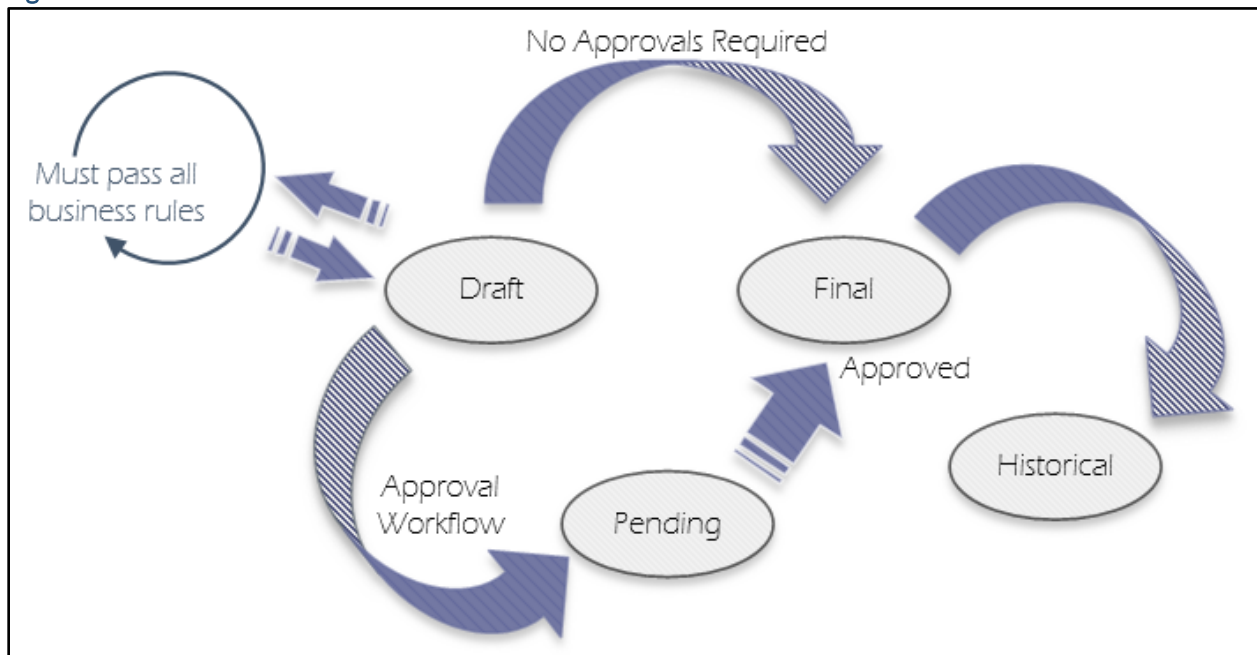 No Approvals Required
Must pass all
business rules
Draft
Final
Approved
Historical
Approval
Workflow
Pending